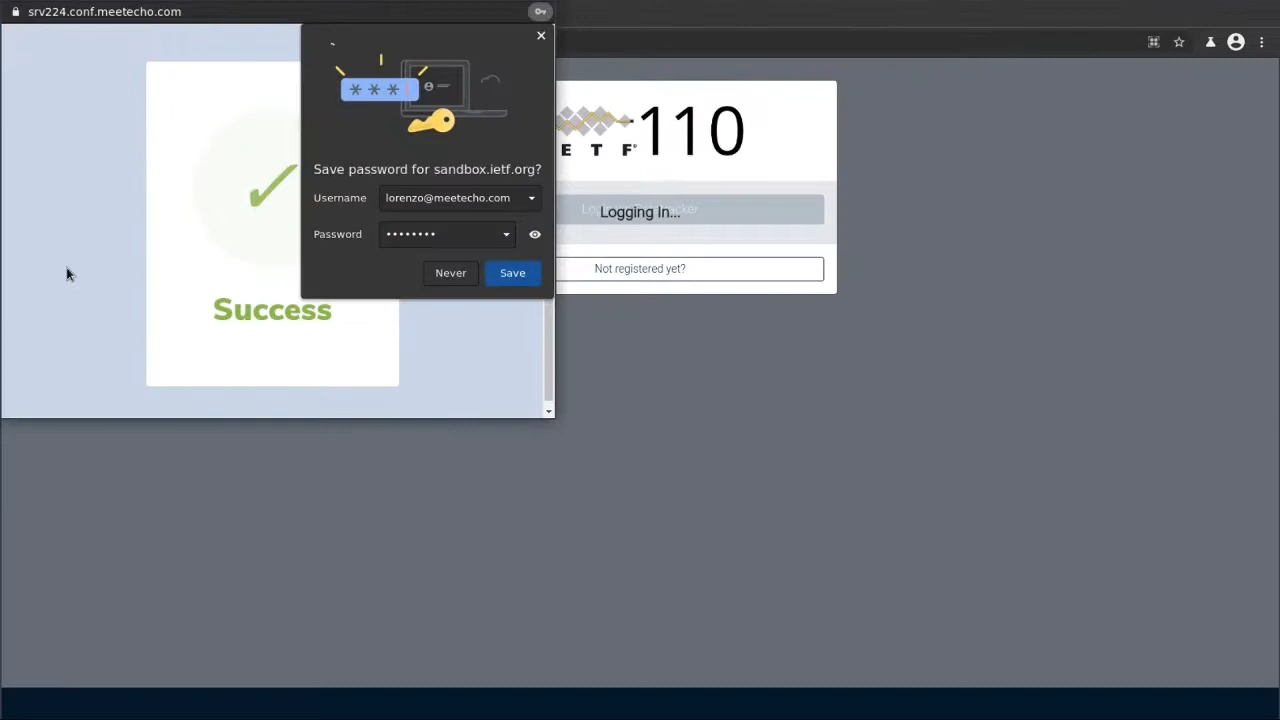 srv224.conf.meetecho.com
* * *
Save password for sandbox.ietf.org?
Username lorenzo@meetecho.com
Password ••••••••
Never Save
Success
E T F® 110
Logging In...
Not registered yet?